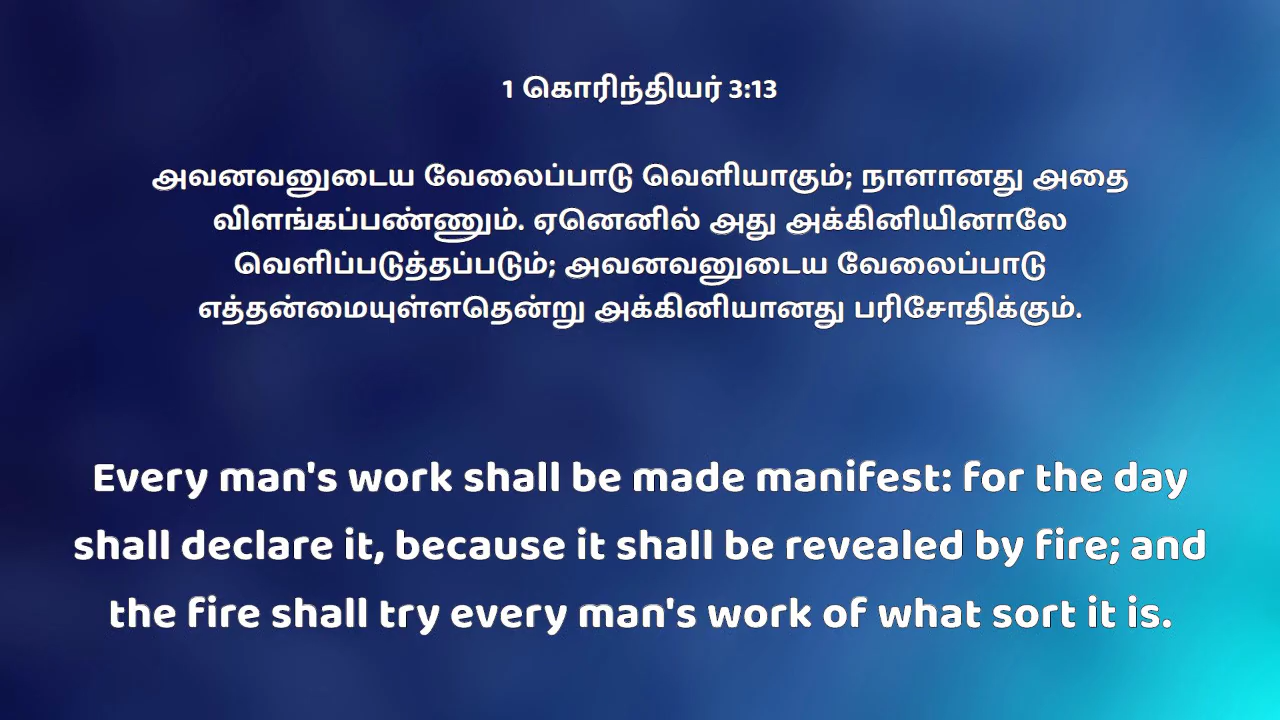 1 கொரிந்தியர் 3:13
அவனவனுடைய வேலைப்பாடு வெளியாகும்; நாளானது அதை
விளங்கப்பண்ணும். ஏனெனில் அது அக்கினியினாலே
வெளிப்படுத்தப்படும்; அவனவனுடைய வேலைப்பாடு
எத்தன்மையுள்ளதென்று அக்கினியானது பரிசோதிக்கும்.
Every man's work shall be made manifest: for the day
shall declare it, because it shall be revealed by fire; and
the fire shall try every man's work of what sort it is.